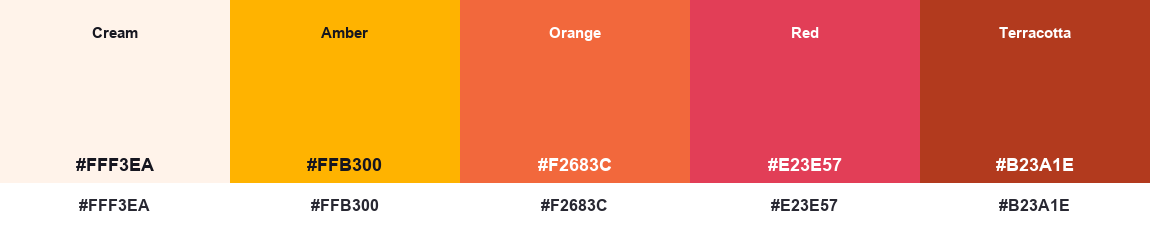 Cream Amber Orange Red Terracotta
#FFF3EA #FFB300 #F2683C #E23E57 #B23A1E
#FFF3EA #FFB300 #F2683C #E23E57 #B23A1E